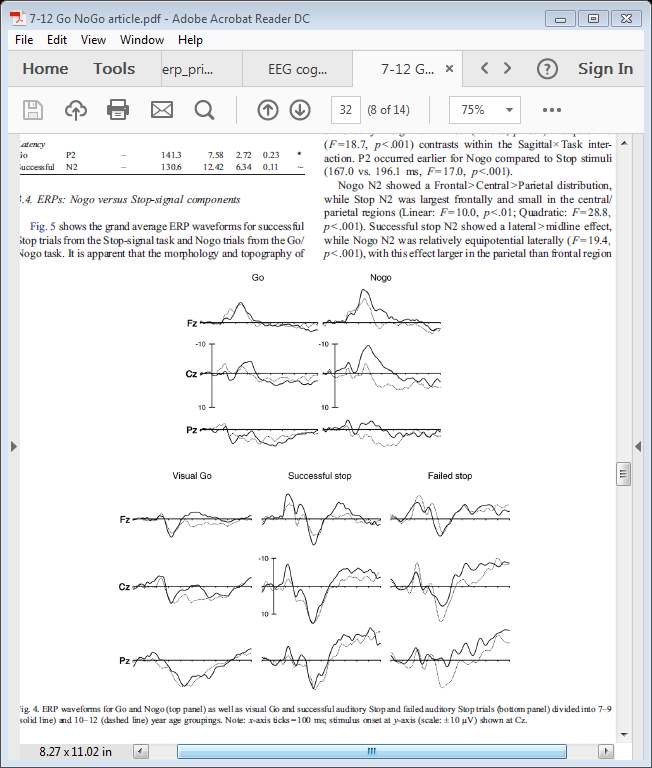 7-12 Go NoGo article.pdf - Adobe Acrobat Reader DC
File Edit View Window Help
Home Tools erp_pri... EEG cog... 7-12 G... × ? Sign In
32 (8 of 14) 75%
Latency
Go P2 – 141.3 7.58 2.72 0.23 *
Successful N2 – 130.6 12.42 6.34 0.11 ~
3.4. ERPs: Nogo versus Stop-signal components
Fig. 5 shows the grand average ERP waveforms for successful
Stop trials from the Stop-signal task and Nogo trials from the Go/
Nogo task. It is apparent that the morphology and topography of
(F=18.7, p<.001) contrasts within the Sagittal×Task inter-
action. P2 occurred earlier for Nogo compared to Stop stimuli
(167.0 vs. 196.1 ms, F=17.0, p<.001).
Nogo N2 showed a Frontal>Central>Parietal distribution,
while Stop N2 was largest frontally and small in the central/
parietal regions (Linear: F=10.0, p<.01; Quadratic: F=28.8,
p<.001). Successful stop N2 showed a lateral>midline effect,
while Nogo N2 was relatively equipotential laterally (F=19.4,
p<.001), with this effect larger in the parietal than frontal region
Go Nogo
Fz
-10 -10
Cz
10 10
Pz
Visual Go Successful stop Failed stop
Fz
-10
Cz
10
Pz
Fig. 4. ERP waveforms for Go and Nogo (top panel) as well as visual Go and successful auditory Stop and failed auditory Stop trials (bottom panel) divided into 7–9
(solid line) and 10–12 (dashed line) year age groupings. Note: x-axis ticks=100 ms; stimulus onset at y-axis (scale: ±10 µV) shown at Cz.
8.27 x 11.02 in